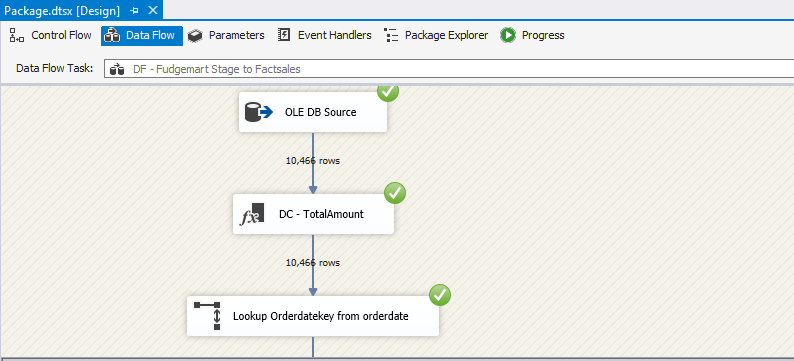 Package.dtsx [Design]
Control Flow Data Flow Parameters Event Handlers Package Explorer Progress
Data Flow Task: DF - Fudgemart Stage to Factsales
OLE DB Source
10,466 rows
fx DC - TotalAmount
10,466 rows
Lookup Orderdatekey from orderdate